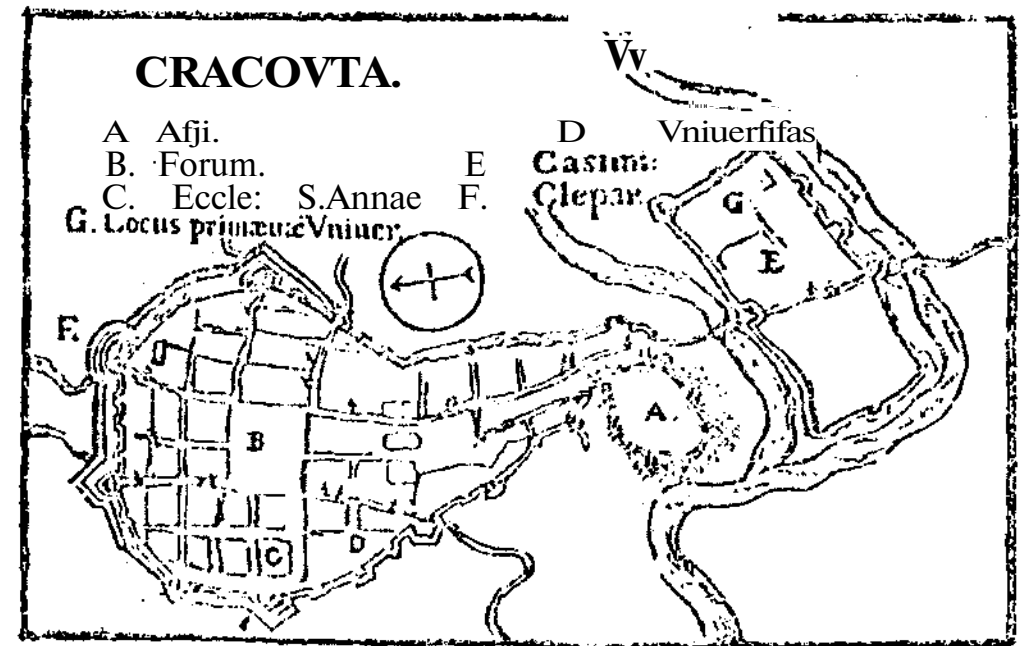 Vv
CRACOVTA.
A Afji. D Vniuerfifas
B. Forum. E Casimi:
C. Eccle: S.Annae F. Clepar.
G. Locus primæuæ Vniuer.
G
E
F.
A
B
D
C